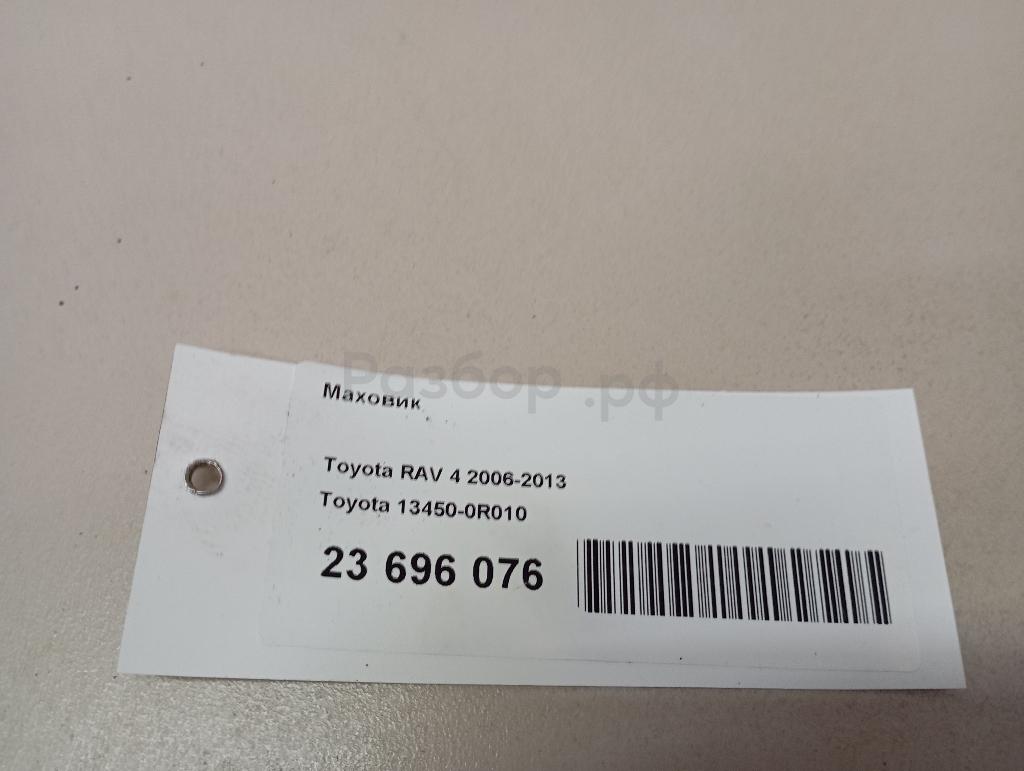 Разбор.рф
Маховик
Toyota RAV 4 2006-2013
Toyota 13450-0R010
23 696 076